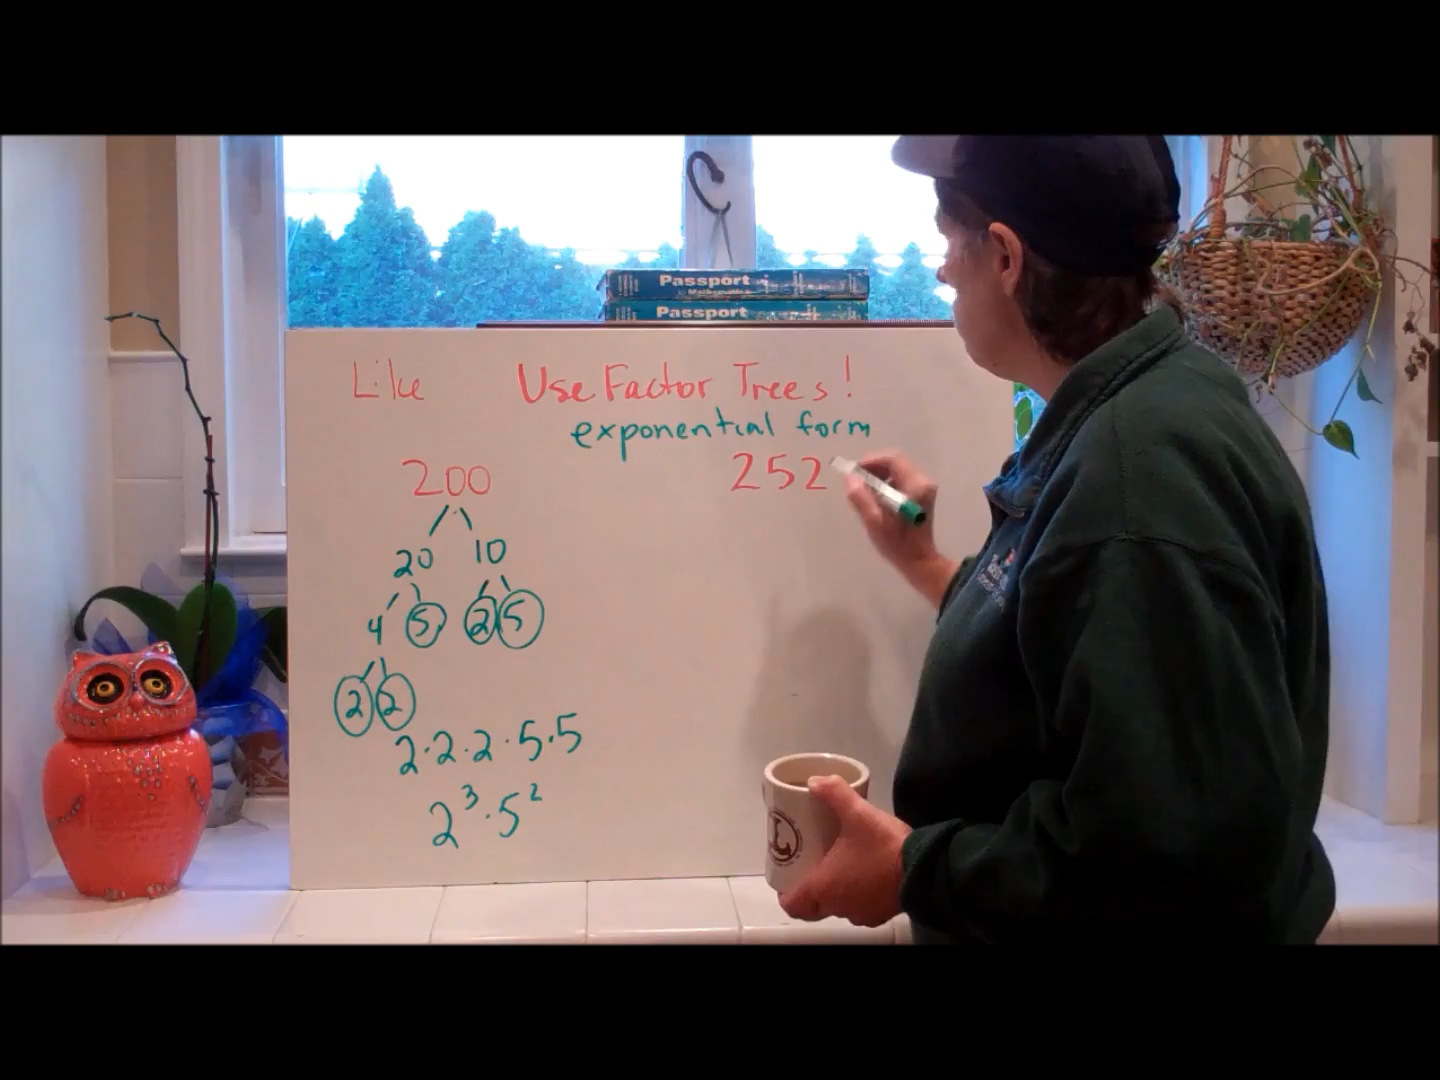 Passport
Mathematics
Passport
Like Use Factor Trees!
exponential form
200 252
20 10
4 5 2 5
2 2
2·2·2·5·5
2³·5²